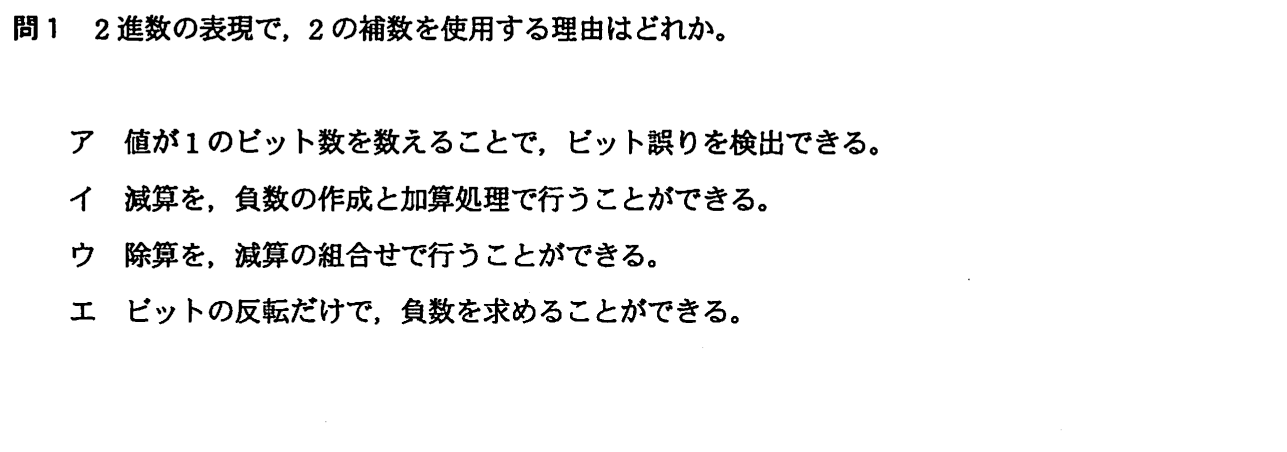 問1 2進数の表現で，2の補数を使用する理由はどれか。
ア 値が1のビット数を数えることで，ビット誤りを検出できる。
イ 減算を，負数の作成と加算処理で行うことができる。
ウ 除算を，減算の組合せで行うことができる。
エ ビットの反転だけで，負数を求めることができる。